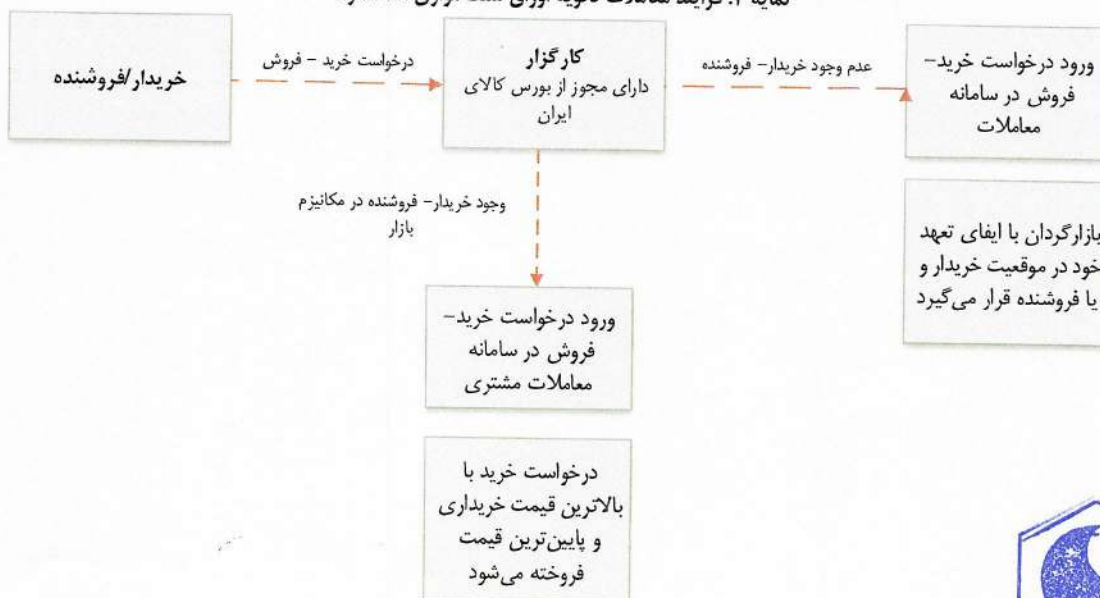 خریدار/فروشنده
درخواست خرید – فروش
کارگزار
دارای مجوز از بورس کالای
ایران
عدم وجود خریدار– فروشنده
ورود درخواست خرید–
فروش در سامانه
معاملات
بازارگردان با ایفای تعهد
خود در موقعیت خریدار و
یا فروشنده قرار می‌گیرد
وجود خریدار– فروشنده در مکانیزم
بازار
ورود درخواست خرید–
فروش در سامانه
معاملات مشتری
درخواست خرید با
بالاترین قیمت خریداری
و پایین‌ترین قیمت
فروخته می‌شود